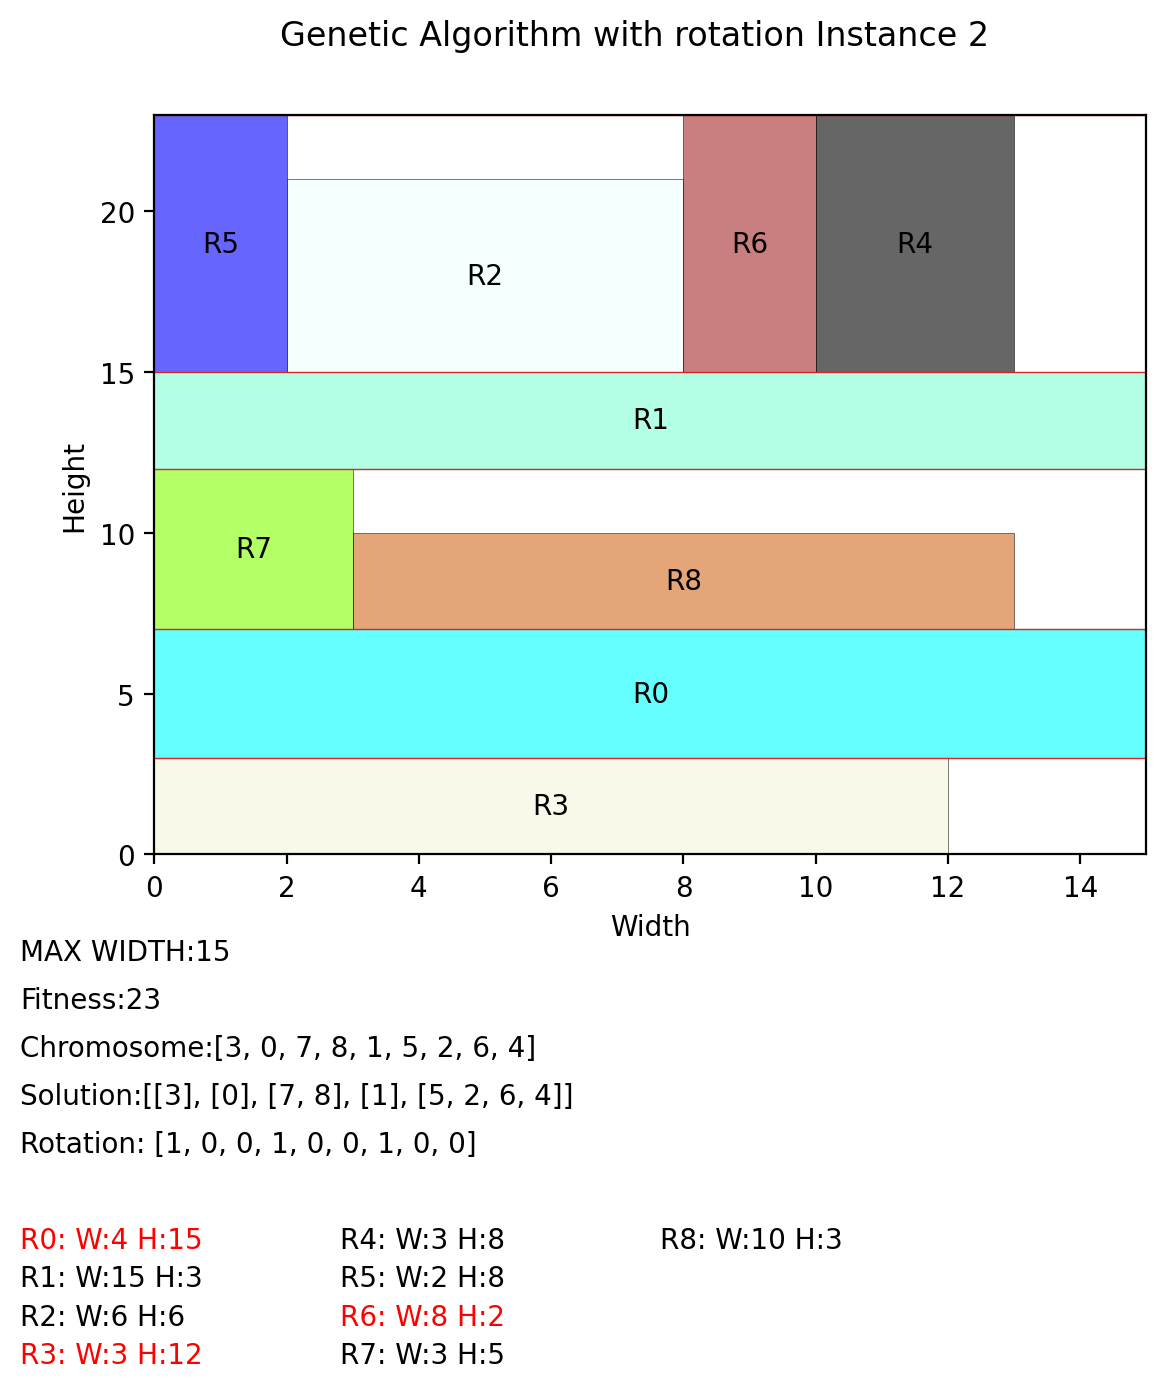 Genetic Algorithm with rotation Instance 2
Height
20
15
10
5
0
R5
R2
R6
R4
R1
R7
R8
R0
R3
0 2 4 6 8 10 12 14
Width
MAX WIDTH:15
Fitness:23
Chromosome:[3, 0, 7, 8, 1, 5, 2, 6, 4]
Solution:[[3], [0], [7, 8], [1], [5, 2, 6, 4]]
Rotation: [1, 0, 0, 1, 0, 0, 1, 0, 0]
R0: W:4 H:15 R4: W:3 H:8 R8: W:10 H:3
R1: W:15 H:3 R5: W:2 H:8
R2: W:6 H:6 R6: W:8 H:2
R3: W:3 H:12 R7: W:3 H:5